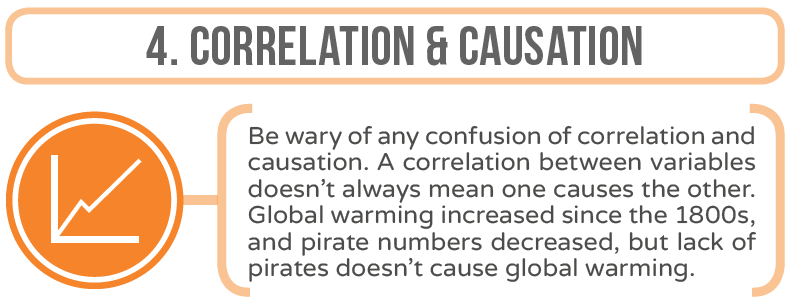 4. CORRELATION & CAUSATION
Be wary of any confusion of correlation and
causation. A correlation between variables
doesn’t always mean one causes the other.
Global warming increased since the 1800s,
and pirate numbers decreased, but lack of
pirates doesn’t cause global warming.